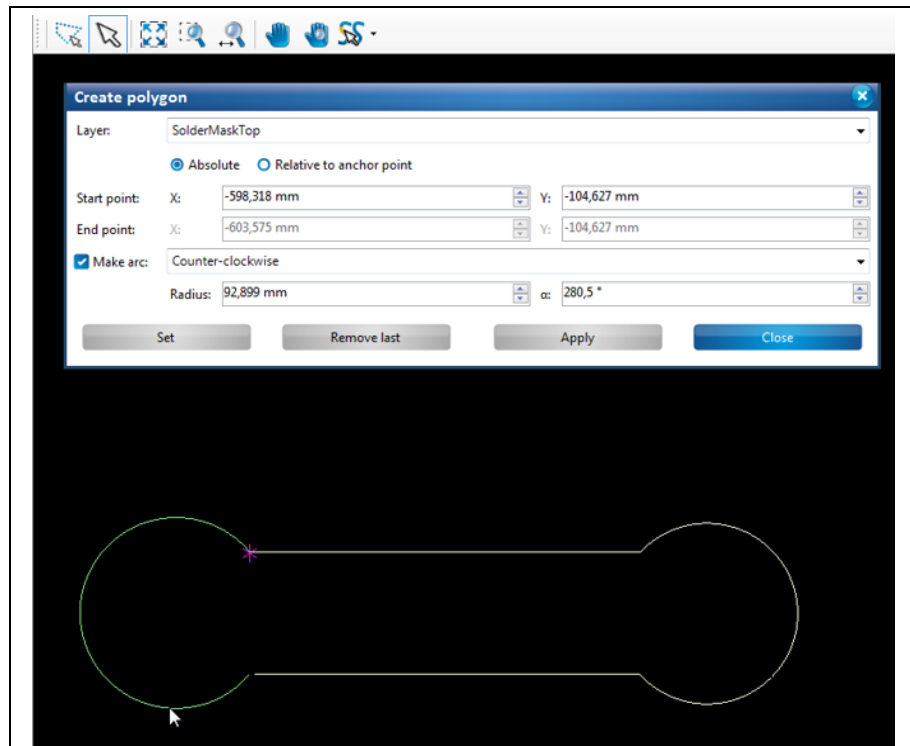 Create polygon
Layer: SolderMaskTop
Absolute Relative to anchor point
Start point: X: -598,318 mm Y: -104,627 mm
End point: X: -603,575 mm Y: -104,627 mm
Make arc: Counter-clockwise
Radius: 92,899 mm α: 280,5 °
Set Remove last Apply Close